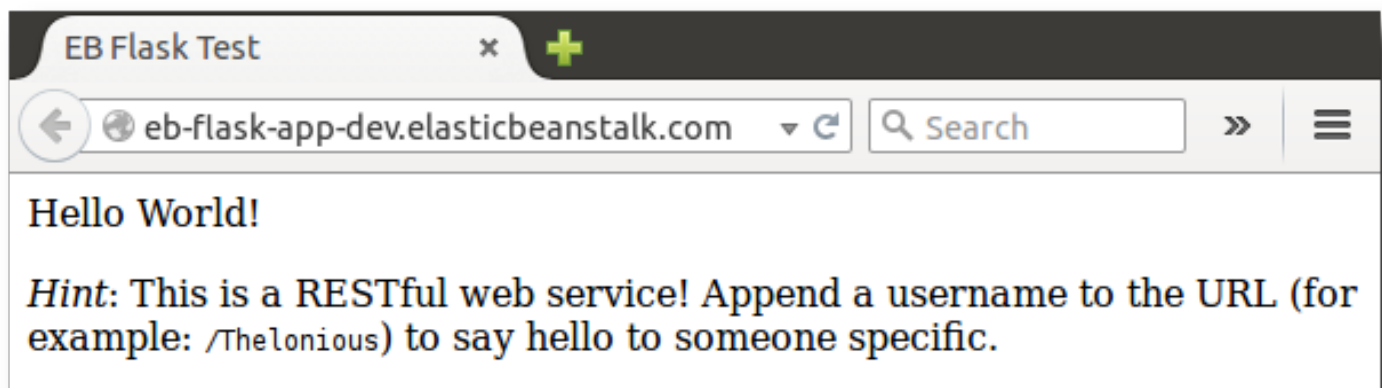 EB Flask Test
eb-flask-app-dev.elasticbeanstalk.com
Search
Hello World!
Hint: This is a RESTful web service! Append a username to the URL (for
example: /Thelonious) to say hello to someone specific.